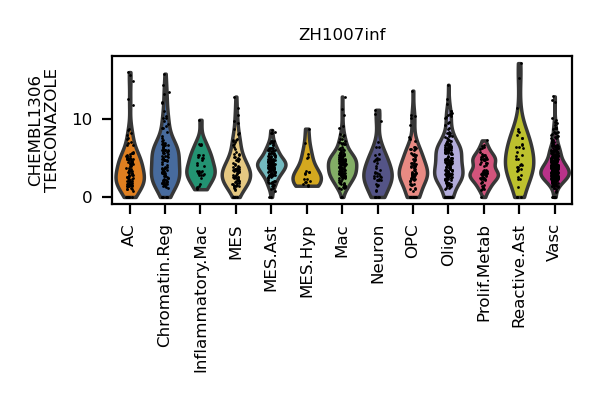 ZH1007inf
CHEMBL1306
TERCONAZOLE
10
0
AC
Chromatin.Reg
Inflammatory.Mac
MES
MES.Ast
MES.Hyp
Mac
Neuron
OPC
Oligo
Prolif.Metab
Reactive.Ast
Vasc